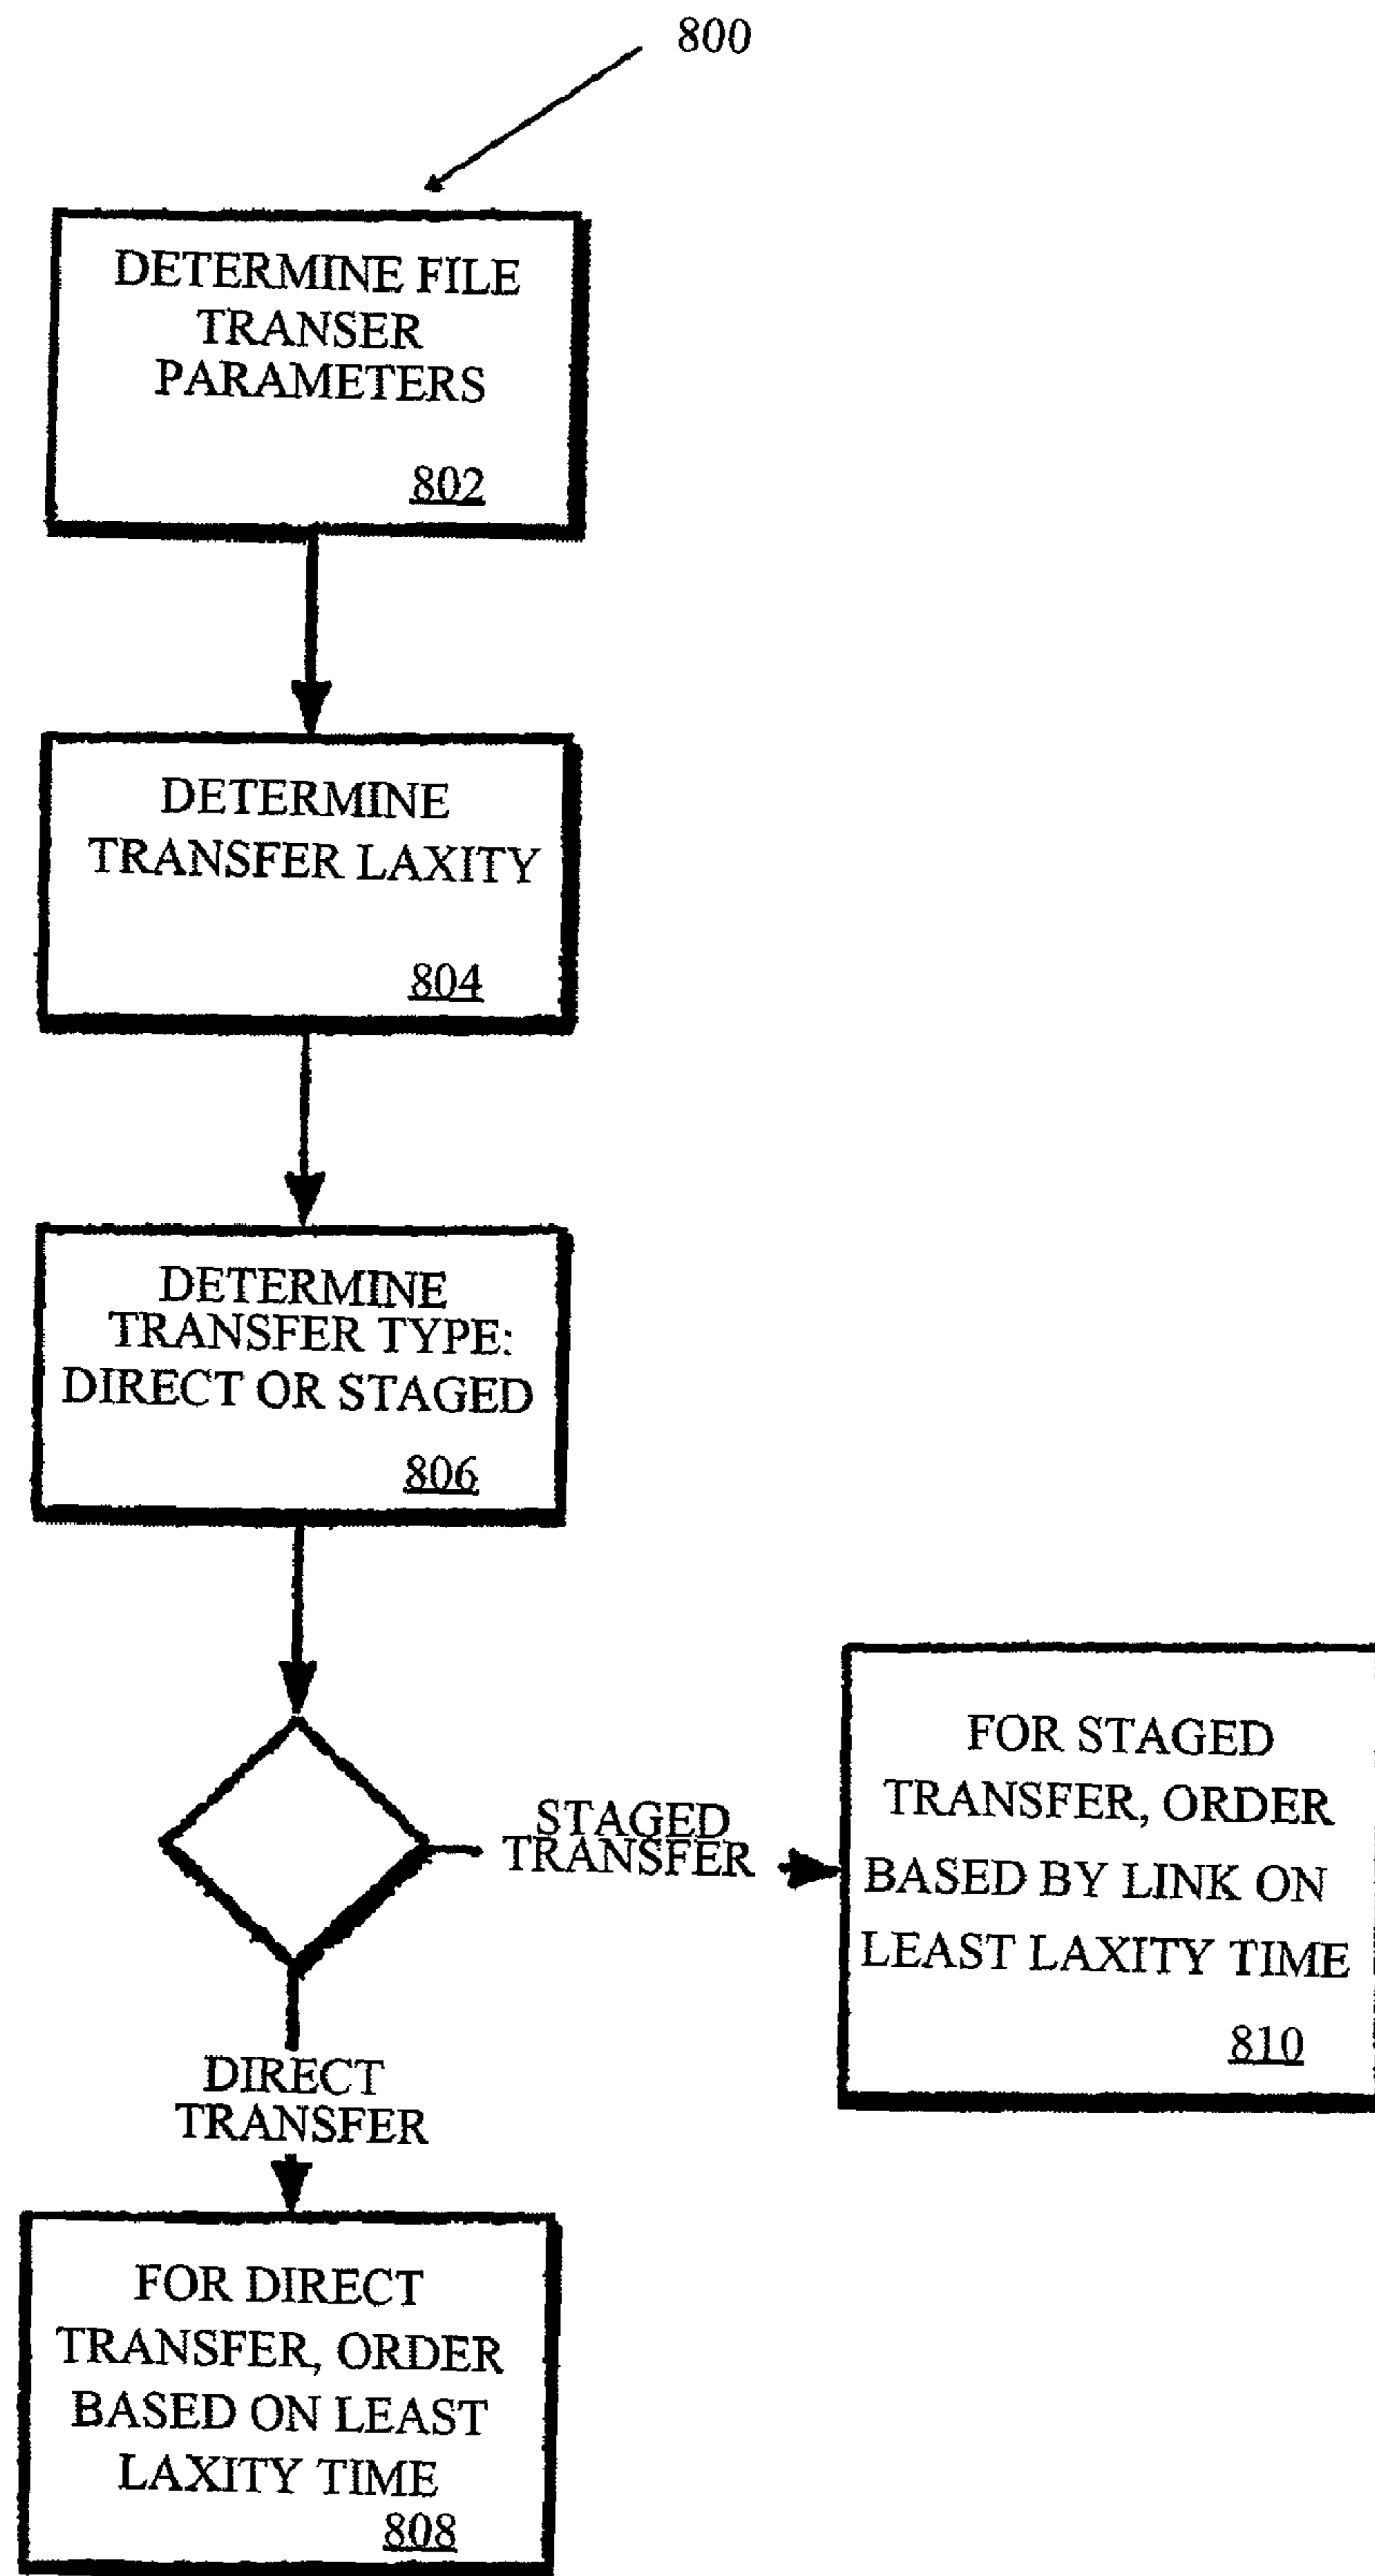 800
DETERMINE FILE
TRANSER
PARAMETERS
802
DETERMINE
TRANSFER LAXITY
804
DETERMINE
TRANSFER TYPE:
DIRECT OR STAGED
806
STAGED
TRANSFER
FOR STAGED
TRANSFER, ORDER
BASED BY LINK ON
LEAST LAXITY TIME
810
DIRECT
TRANSFER
FOR DIRECT
TRANSFER, ORDER
BASED ON LEAST
LAXITY TIME
808